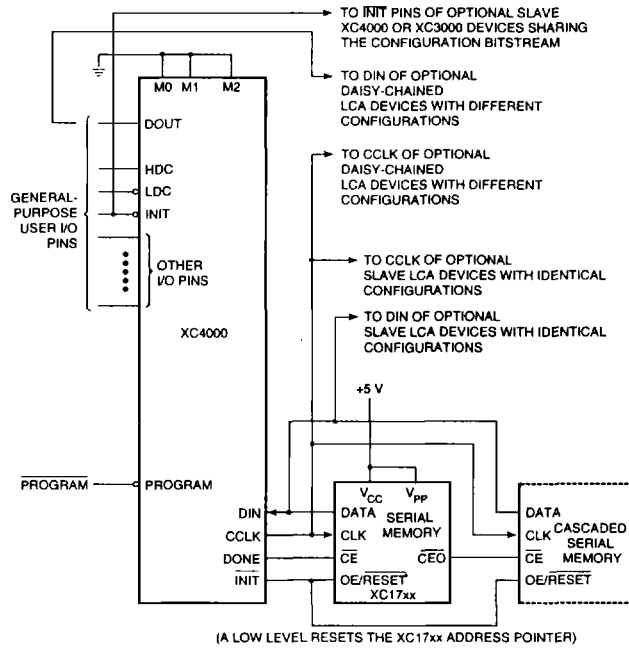 TO INIT PINS OF OPTIONAL SLAVE
XC4000 OR XC3000 DEVICES SHARING
THE CONFIGURATION BITSTREAM
M0 M1 M2
TO DIN OF OPTIONAL
DAISY-CHAINED
LCA DEVICES WITH DIFFERENT
CONFIGURATIONS
DOUT
HDC
LDC
INIT
GENERAL-
PURPOSE
USER I/O
PINS
OTHER
I/O PINS
TO CCLK OF OPTIONAL
DAISY-CHAINED
LCA DEVICES WITH DIFFERENT
CONFIGURATIONS
TO CCLK OF OPTIONAL
SLAVE LCA DEVICES WITH IDENTICAL
CONFIGURATIONS
XC4000
TO DIN OF OPTIONAL
SLAVE LCA DEVICES WITH IDENTICAL
CONFIGURATIONS
+5 V
PROGRAM
PROGRAM
DIN
CCLK
DONE
INIT
VCC VPP
DATA
SERIAL
MEMORY
CLK
CE CEO
OE/RESET
XC17xx
DATA
CLK
CASCADED
SERIAL
MEMORY
CE
OE/RESET
(A LOW LEVEL RESETS THE XC17xx ADDRESS POINTER)